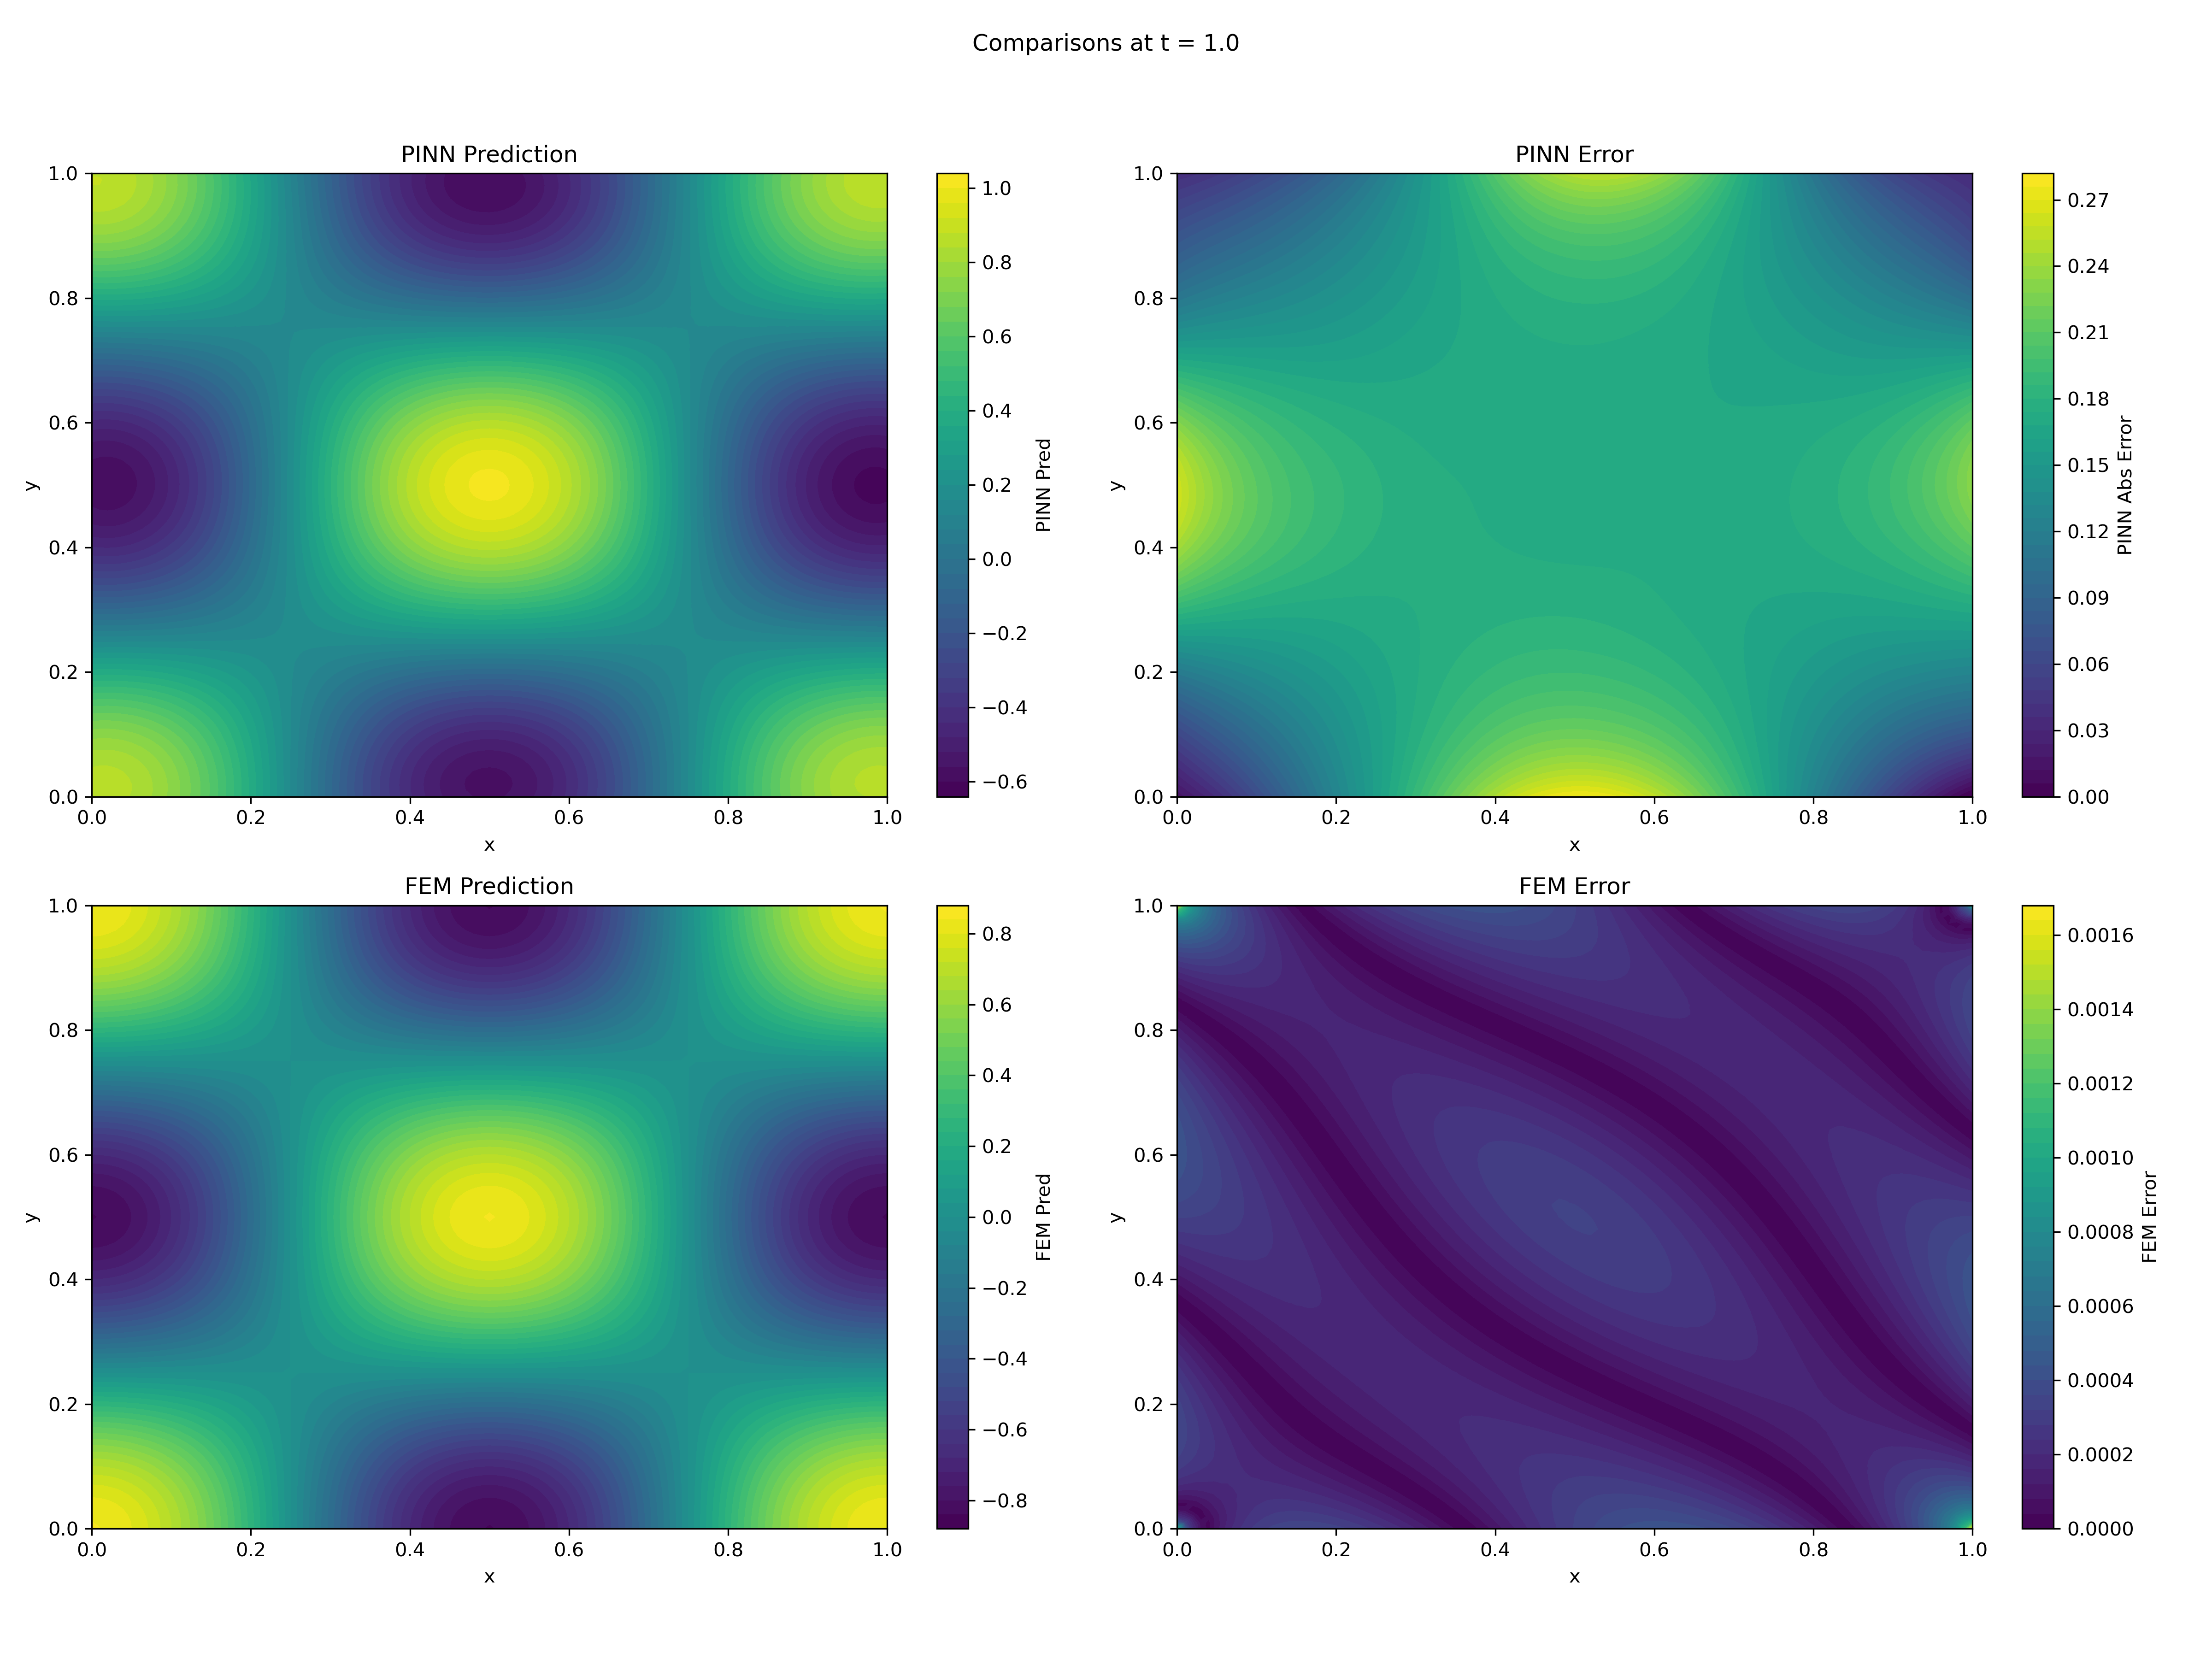 Comparisons at t = 1.0
PINN Prediction
1.0
0.8
0.6
0.4
0.2
0.0
y
0.0 0.2 0.4 0.6 0.8 1.0
x
1.0
0.8
0.6
0.4
0.2
0.0
−0.2
−0.4
−0.6
PINN Pred
PINN Error
1.0
0.8
0.6
0.4
0.2
0.0
y
0.0 0.2 0.4 0.6 0.8 1.0
x
0.27
0.24
0.21
0.18
0.15
0.12
0.09
0.06
0.03
0.00
PINN Abs Error
FEM Prediction
1.0
0.8
0.6
0.4
0.2
0.0
y
0.0 0.2 0.4 0.6 0.8 1.0
x
0.8
0.6
0.4
0.2
0.0
−0.2
−0.4
−0.6
−0.8
FEM Pred
FEM Error
1.0
0.8
0.6
0.4
0.2
0.0
y
0.0 0.2 0.4 0.6 0.8 1.0
x
0.0016
0.0014
0.0012
0.0010
0.0008
0.0006
0.0004
0.0002
0.0000
FEM Error